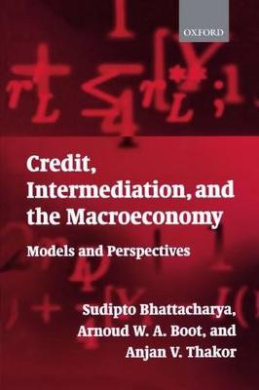 OXFORD
Credit,
Intermediation, and
the Macroeconomy
Models and Perspectives
Sudipto Bhattacharya,
Arnoud W. A. Boot, and
Anjan V. Thakor